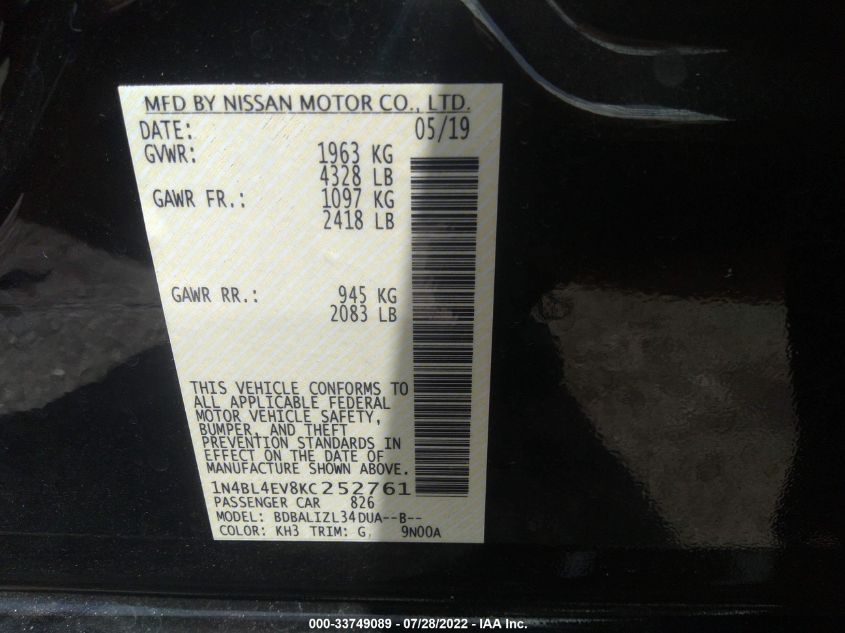 MFD BY NISSAN MOTOR CO., LTD.
DATE: 05/19
GVWR: 1963 KG
4328 LB
GAWR FR.: 1097 KG
2418 LB
GAWR RR.: 945 KG
2083 LB
THIS VEHICLE CONFORMS TO
ALL APPLICABLE FEDERAL
MOTOR VEHICLE SAFETY,
BUMPER, AND THEFT
PREVENTION STANDARDS IN
EFFECT ON THE DATE OF
MANUFACTURE SHOWN ABOVE.
1N4BL4EV8KC252761
PASSENGER CAR 826
MODEL: BDBALIZL34DUA--B--
COLOR: KH3 TRIM: G, 9N00A
000-33749089 - 07/28/2022 - IAA Inc.